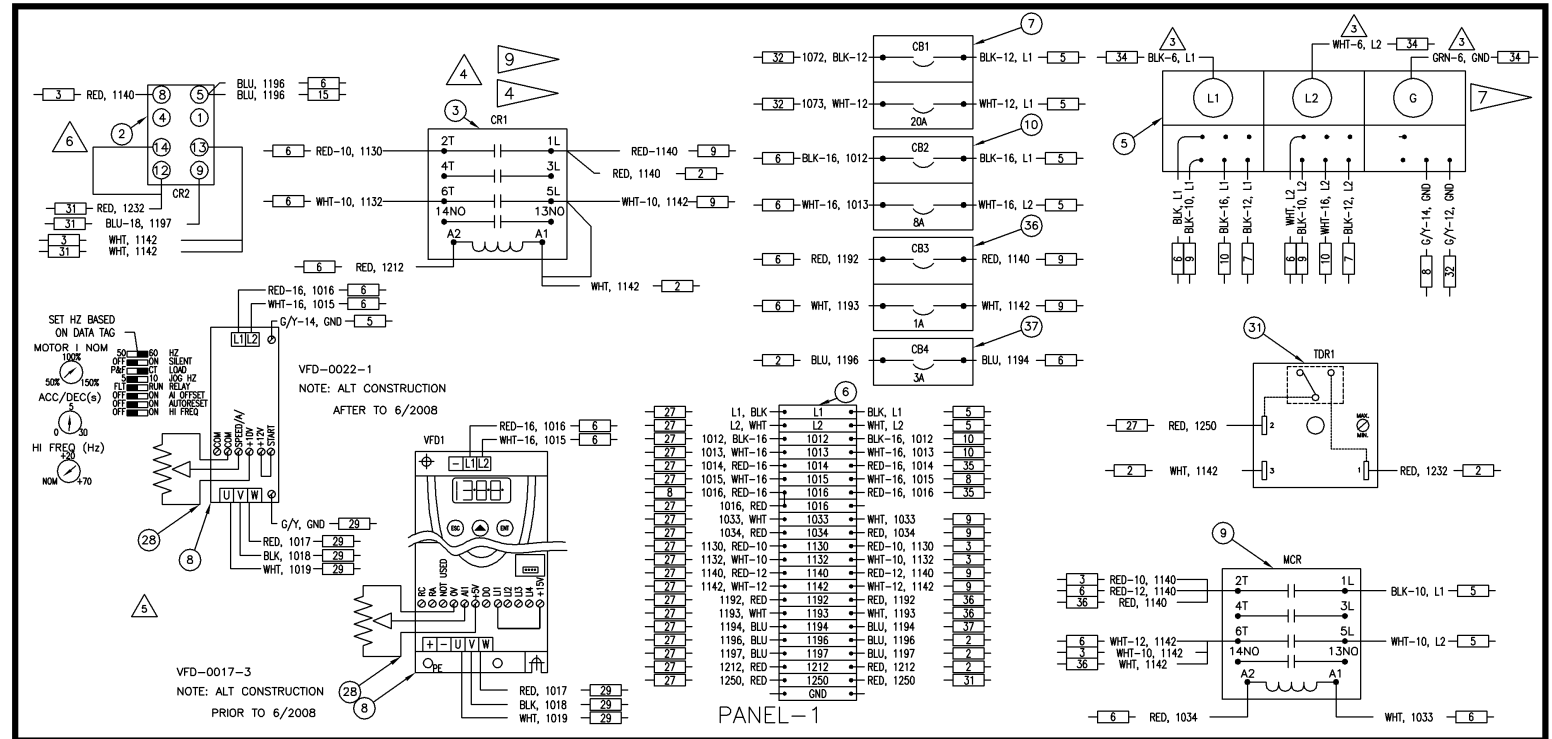 3 RED, 1140 8 5 BLU, 1196 6
BLU, 1196 15
4 1
2
6
14 13
12 9
CR2
31 RED, 1232
31 BLU-18, 1197
3 WHT, 1142
31 WHT, 1142
4 9
4
3 CR1
2T 1L
6 RED-10, 1130 RED-1140 9
4T 3L
RED, 1140 2
6T 5L
6 WHT-10, 1132 WHT-10, 1142 9
14NO 13NO
A2 A1
6 RED, 1212
WHT, 1142 2
RED-16, 1016 6
WHT-16, 1015 6
G/Y-14, GND 5
SET HZ BASED
ON DATA TAG
MOTOR I NOM
100%
50% 150%
ACC/DEC(s)
5
0 30
HI FREQ (Hz)
+20
NOM +70
50 60 HZ
OFF ON SILENT
P&F CT LOAD
5 10 JOG HZ
FLT RUN RELAY
OFF ON AI OFFSET
OFF ON AUTORESET
OFF ON HI FREQ
L1 L2
COM
COM
SPEED/A/
+10V
+12V
START
U V W
VFD-0022-1
NOTE: ALT CONSTRUCTION
AFTER TO 6/2008
28
8
G/Y, GND 29
RED, 1017 29
BLK, 1018 29
WHT, 1019 29
5
RED-16, 1016 6
WHT-16, 1015 6
VFD1
- L1 L2
ESC ENT
RC
RA
NOT USED
0V
AI1
+5V
DO
LI1
LI2
LI3
LI4
+15V
+ - U V W
PE
28
8
VFD-0017-3
NOTE: ALT CONSTRUCTION
PRIOR TO 6/2008
RED, 1017 29
BLK, 1018 29
WHT, 1019 29
7
32 1072, BLK-12 CB1 BLK-12, L1 5
32 1073, WHT-12 WHT-12, L1 5
20A
10
6 BLK-16, 1012 CB2 BLK-16, L1 5
6 WHT-16, 1013 WHT-16, L2 5
8A
36
6 RED, 1192 CB3 RED, 1140 9
6 WHT, 1193 WHT, 1142 9
1A
37
2 BLU, 1196 CB4 BLU, 1194 6
3A
6
27 L1, BLK L1 BLK, L1 5
27 L2, WHT L2 WHT, L2 5
27 1012, BLK-16 1012 BLK-16, 1012 10
27 1013, WHT-16 1013 WHT-16, 1013 10
27 1014, RED-16 1014 RED-16, 1014 35
27 1015, WHT-16 1015 WHT-16, 1015 8
8 1016, RED-16 1016 RED-16, 1016 35
27 1016, RED 1016
27 1033, WHT 1033 WHT, 1033 9
27 1034, RED 1034 RED, 1034 9
27 1130, RED-10 1130 RED-10, 1130 3
27 1132, WHT-10 1132 WHT-10, 1132 3
27 1140, RED-12 1140 RED-12, 1140 9
27 1142, WHT-12 1142 WHT-12, 1142 9
27 1192, RED 1192 RED, 1192 36
27 1193, WHT 1193 WHT, 1193 36
27 1194, BLU 1194 BLU, 1194 37
27 1196, BLU 1196 BLU, 1196 2
27 1197, BLU 1197 BLU, 1197 2
27 1212, RED 1212 RED, 1212 2
27 1250, RED 1250 RED, 1250 31
GND
PANEL-1
3 3 3
34 BLK-6, L1 WHT-6, L2 34 GRN-6, GND 34
L1 L2 G 7
5
BLK, L1 6
BLK-10, L1 9
BLK-16, L1 10
BLK-12, L1 7
WHT, L2 6
BLK-10, L2 9
WHT-16, L2 10
BLK-12, L2 7
G/Y-14, GND 8
G/Y-12, GND 32
31
TDR1
MAX.
MIN.
27 RED, 1250 2
2 WHT, 1142 3 1 RED, 1232 2
9
MCR
3 RED-10, 1140 2T 1L BLK-10, L1 5
6 RED-12, 1140
36 RED, 1140
4T 3L
6 WHT-12, 1142 6T 5L WHT-10, L2 5
3 WHT-10, 1142
36 WHT, 1142
14NO 13NO
A2 A1
6 RED, 1034 WHT, 1033 6